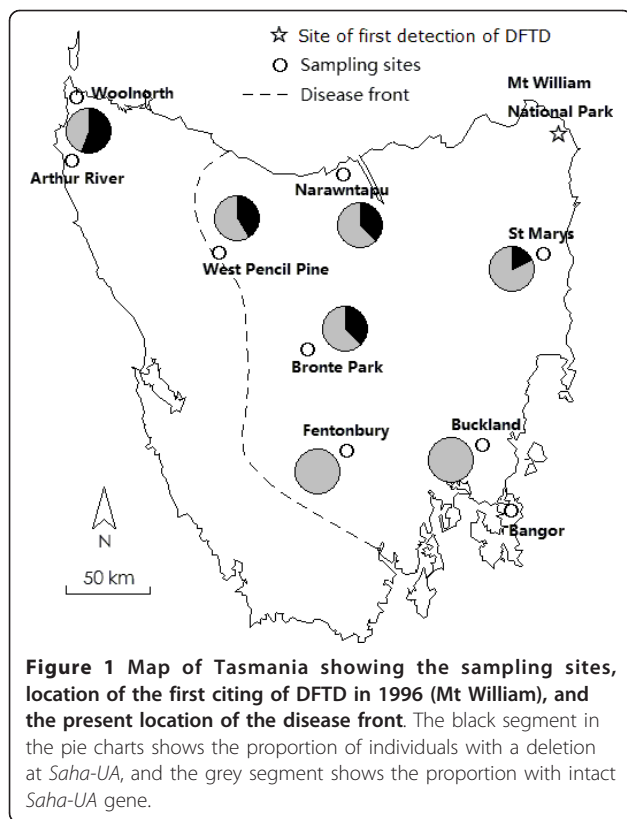 Site of first detection of DFTD
Sampling sites
Disease front
Mt William
National Park
Woolnorth
Arthur River
Narawntapu
St Marys
West Pencil Pine
Bronte Park
Fentonbury
Buckland
Bangor
N
50 km
Figure 1 Map of Tasmania showing the sampling sites,
location of the first citing of DFTD in 1996 (Mt William), and
the present location of the disease front. The black segment in
the pie charts shows the proportion of individuals with a deletion
at Saha-UA, and the grey segment shows the proportion with intact
Saha-UA gene.